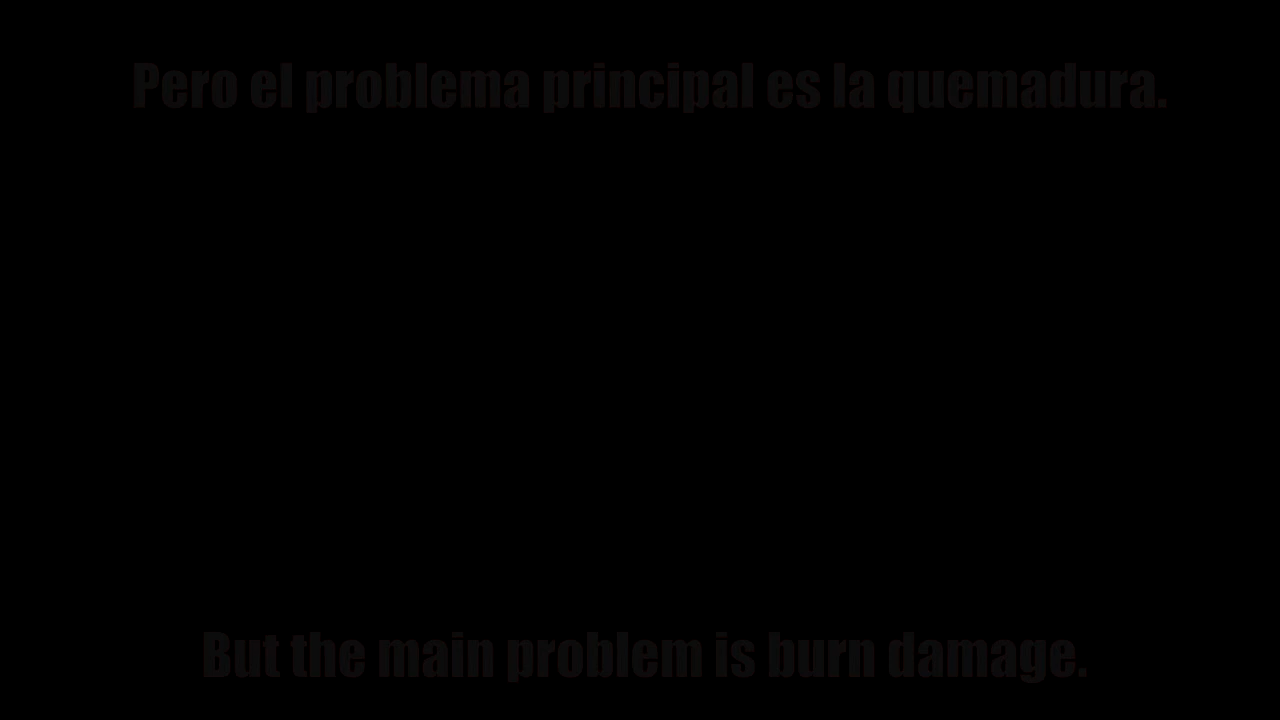 Pero el problema principal es la quemadura.
But the main problem is burn damage.